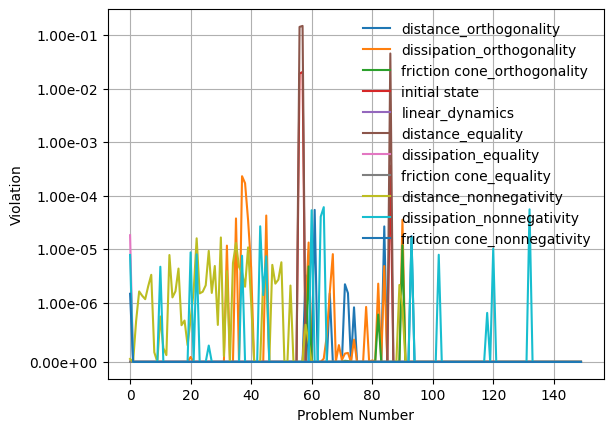 1.00e-01
1.00e-02
1.00e-03
1.00e-04
1.00e-05
1.00e-06
0.00e+00
Violation
distance_orthogonality
dissipation_orthogonality
friction cone_orthogonality
initial state
linear_dynamics
distance_equality
dissipation_equality
friction cone_equality
distance_nonnegativity
dissipation_nonnegativity
friction cone_nonnegativity
0 20 40 60 80 100 120 140
Problem Number